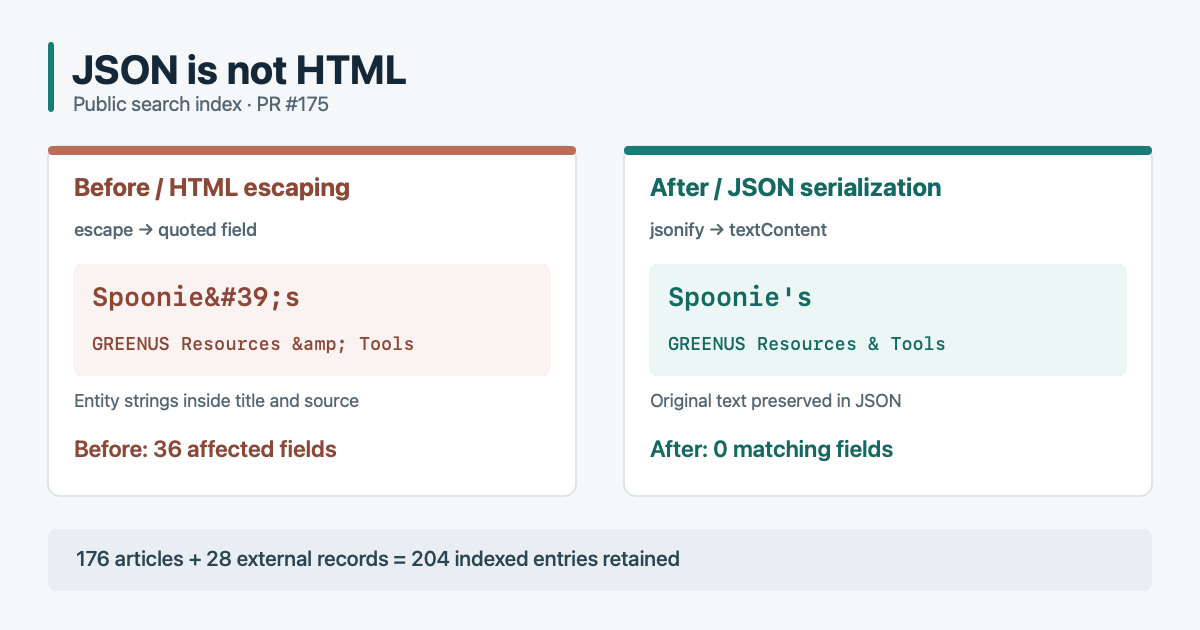 JSON is not HTML
Public search index · PR #175
Before / HTML escaping
escape → quoted field
Spoonie&#39;s
GREENUS Resources &amp; Tools
Entity strings inside title and source
Before: 36 affected fields
After / JSON serialization
jsonify → textContent
Spoonie's
GREENUS Resources & Tools
Original text preserved in JSON
After: 0 matching fields
176 articles + 28 external records = 204 indexed entries retained